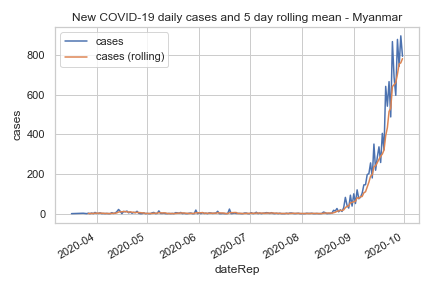 New COVID-19 daily cases and 5 day rolling mean - Myanmar
cases
cases (rolling)
800
600
400
200
0
cases
2020-04
2020-05
2020-06
2020-07
2020-08
2020-09
2020-10
dateRep